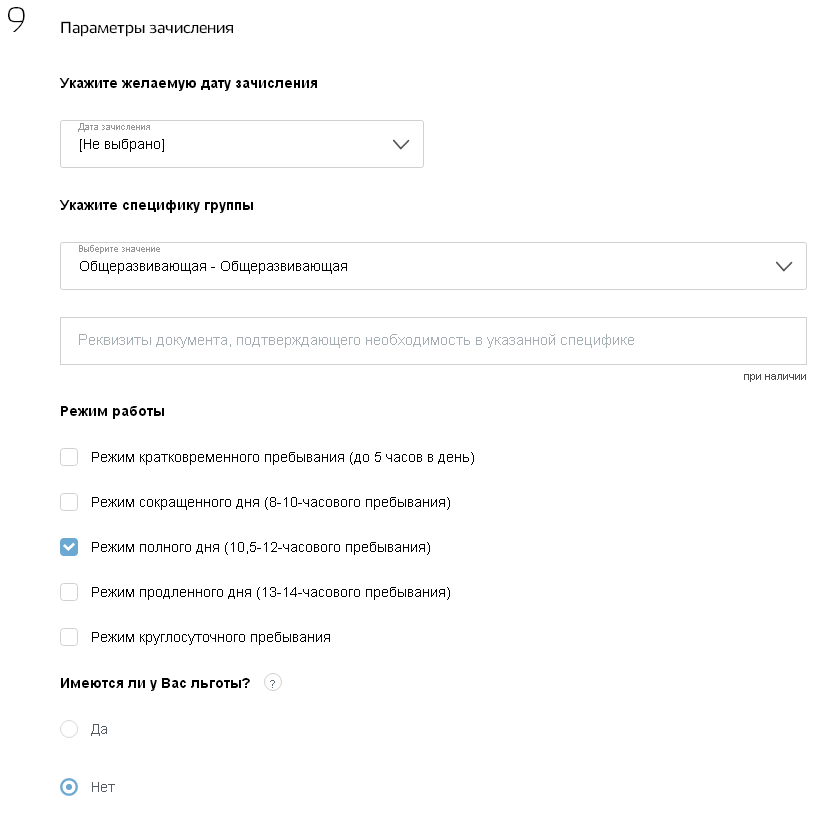 9
Параметры зачисления
Укажите желаемую дату зачисления
Дата зачисления
[Не выбрано]
Укажите специфику группы
Выберите значение
Общеразвивающая - Общеразвивающая
Реквизиты документа, подтверждающего необходимость в указанной специфике
при наличии
Режим работы
Режим кратковременного пребывания (до 5 часов в день)
Режим сокращенного дня (8-10-часового пребывания)
Режим полного дня (10,5-12-часового пребывания)
Режим продленного дня (13-14-часового пребывания)
Режим круглосуточного пребывания
Имеются ли у Вас льготы? ?
Да
Нет